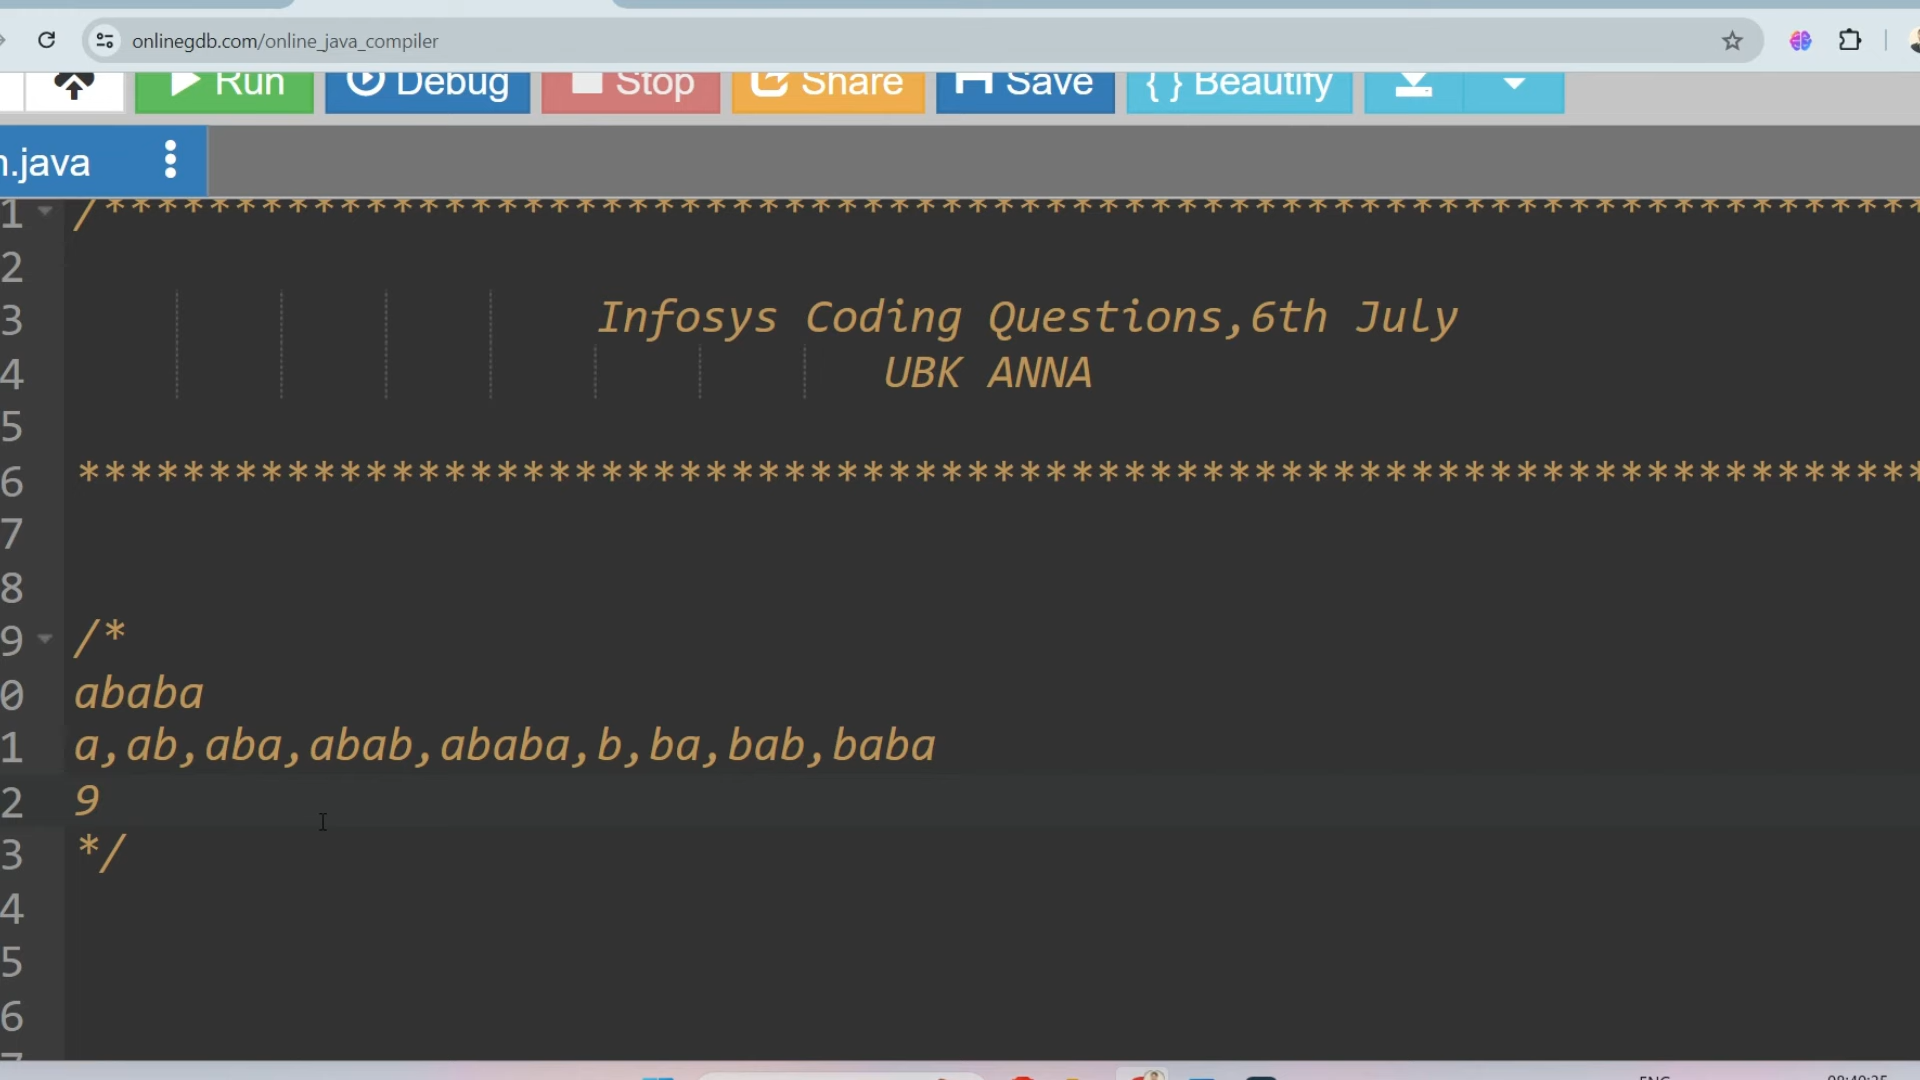 onlinegdb.com/online_java_compiler
Run Debug Stop Share Save { } Beautify
n.java
1 /**********************************************************************
2
3 Infosys Coding Questions,6th July
4 UBK ANNA
5
6 ***********************************************************************
7
8
9 /*
0 ababa
1 a,ab,aba,abab,ababa,b,ba,bab,baba
2 9
3 */
4
5
6